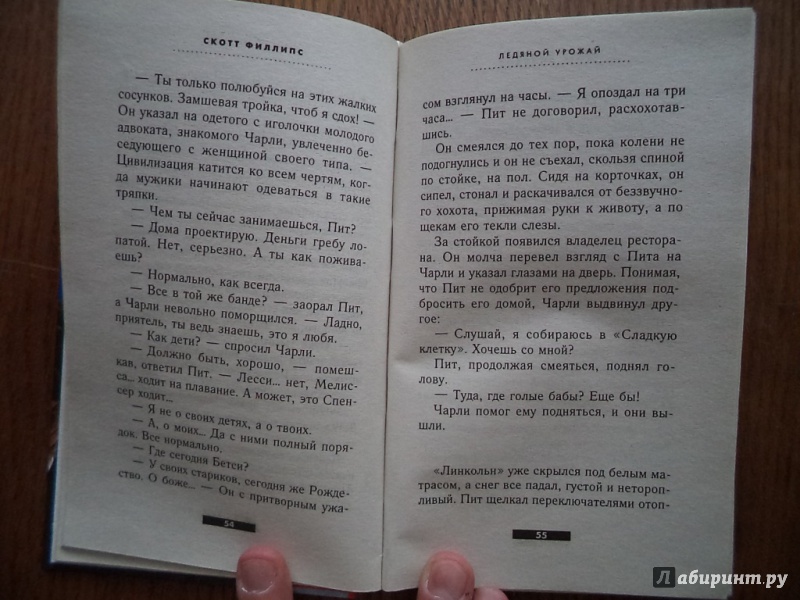 СКОТТ ФИЛЛИПС
— Ты только полюбуйся на этих жалких
сосунков. Замшевая тройка, чтоб я сдох! —
Он указал на одетого с иголочки молодого
адвоката, знакомого Чарли, увлеченно бе-
седующего с женщиной своего типа. —
Цивилизация катится ко всем чертям, ког-
да мужики начинают одеваться в такие
тряпки.
— Чем ты сейчас занимаешься, Пит?
— Дома проектирую. Деньги гребу ло-
патой. Нет, серьезно. А ты как пожива-
ешь?
— Нормально, как всегда.
— Все в той же банде? — заорал Пит,
а Чарли невольно поморщился. — Ладно,
приятель, ты ведь знаешь, это я любя.
— Как дети? — спросил Чарли.
— Должно быть, хорошо, — помеш-
кав, ответил Пит. — Лесси... нет, Мелис-
са... ходит на плавание. А может, это Спен-
сер ходит...
— Я не о своих детях, а о твоих.
— А, о моих... Да с ними полный поря-
док. Все нормально.
— Где сегодня Бетси?
— У своих стариков, сегодня же Рожде-
ство. О боже... — Он с притворным ужа-
54
ЛЕДЯНОЙ УРОЖАЙ
сом взглянул на часы. — Я опоздал на три
часа... — Пит не договорил, расхохотав-
шись.
Он смеялся до тех пор, пока колени не
подогнулись и он не съехал, скользя спиной
по стойке, на пол. Сидя на корточках, он
сипел, стонал и раскачивался от беззвучно-
го хохота, прижимая руки к животу, а по
щекам его текли слезы.
За стойкой появился владелец рестора-
на. Он молча перевел взгляд с Пита на
Чарли и указал глазами на дверь. Понимая,
что Пит не одобрит его предложения под-
бросить его домой, Чарли выдвинул дру-
гое:
— Слушай, я собираюсь в «Сладкую
клетку». Хочешь со мной?
Пит, продолжая смеяться, поднял го-
лову.
— Туда, где голые бабы? Еще бы!
Чарли помог ему подняться, и они вы-
шли.
«Линкольн» уже скрылся под белым ма-
трасом, а снег все падал, густой и нетороп-
ливый. Пит щелкал переключателями отоп-
55
Лабиринт.ру